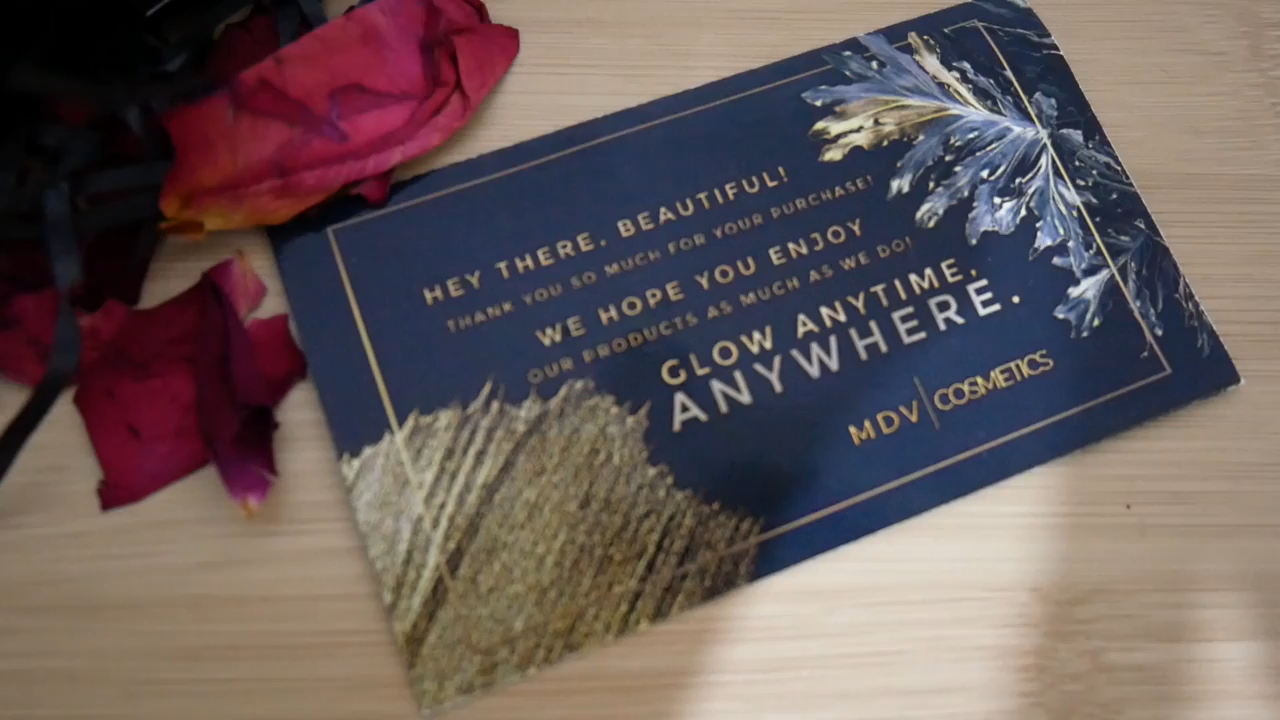 HEY THERE, BEAUTIFUL!
THANK YOU SO MUCH FOR YOUR PURCHASE!
WE HOPE YOU ENJOY
OUR PRODUCTS AS MUCH AS WE DO!
GLOW ANYTIME,
ANYWHERE.
MDV | COSMETICS